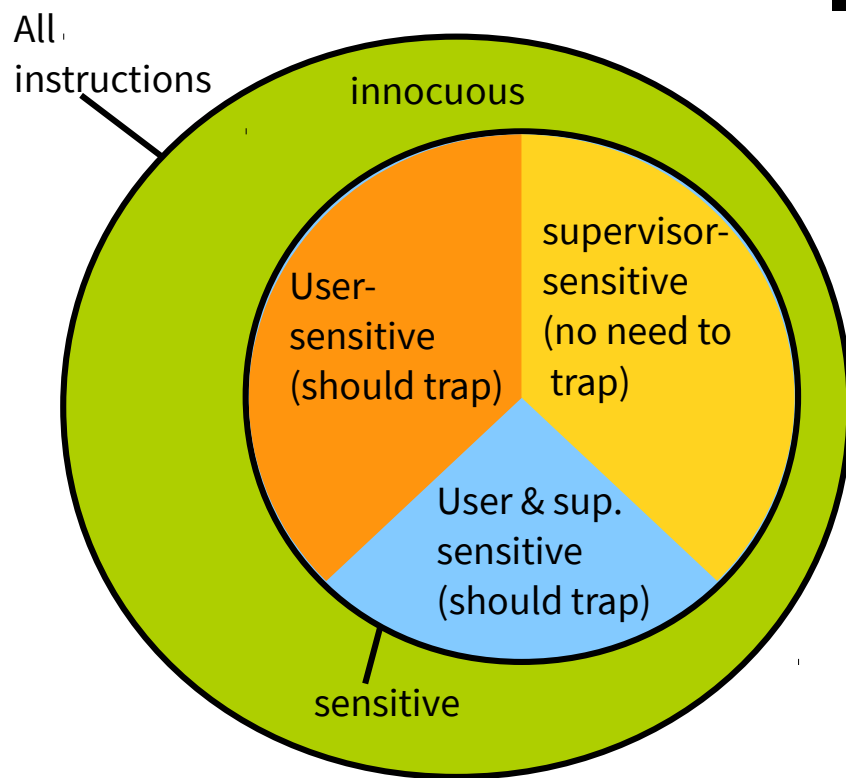 All
instructions
innocuous
supervisor-
sensitive
(no need to
trap)
User-
sensitive
(should trap)
User & sup.
sensitive
(should trap)
sensitive